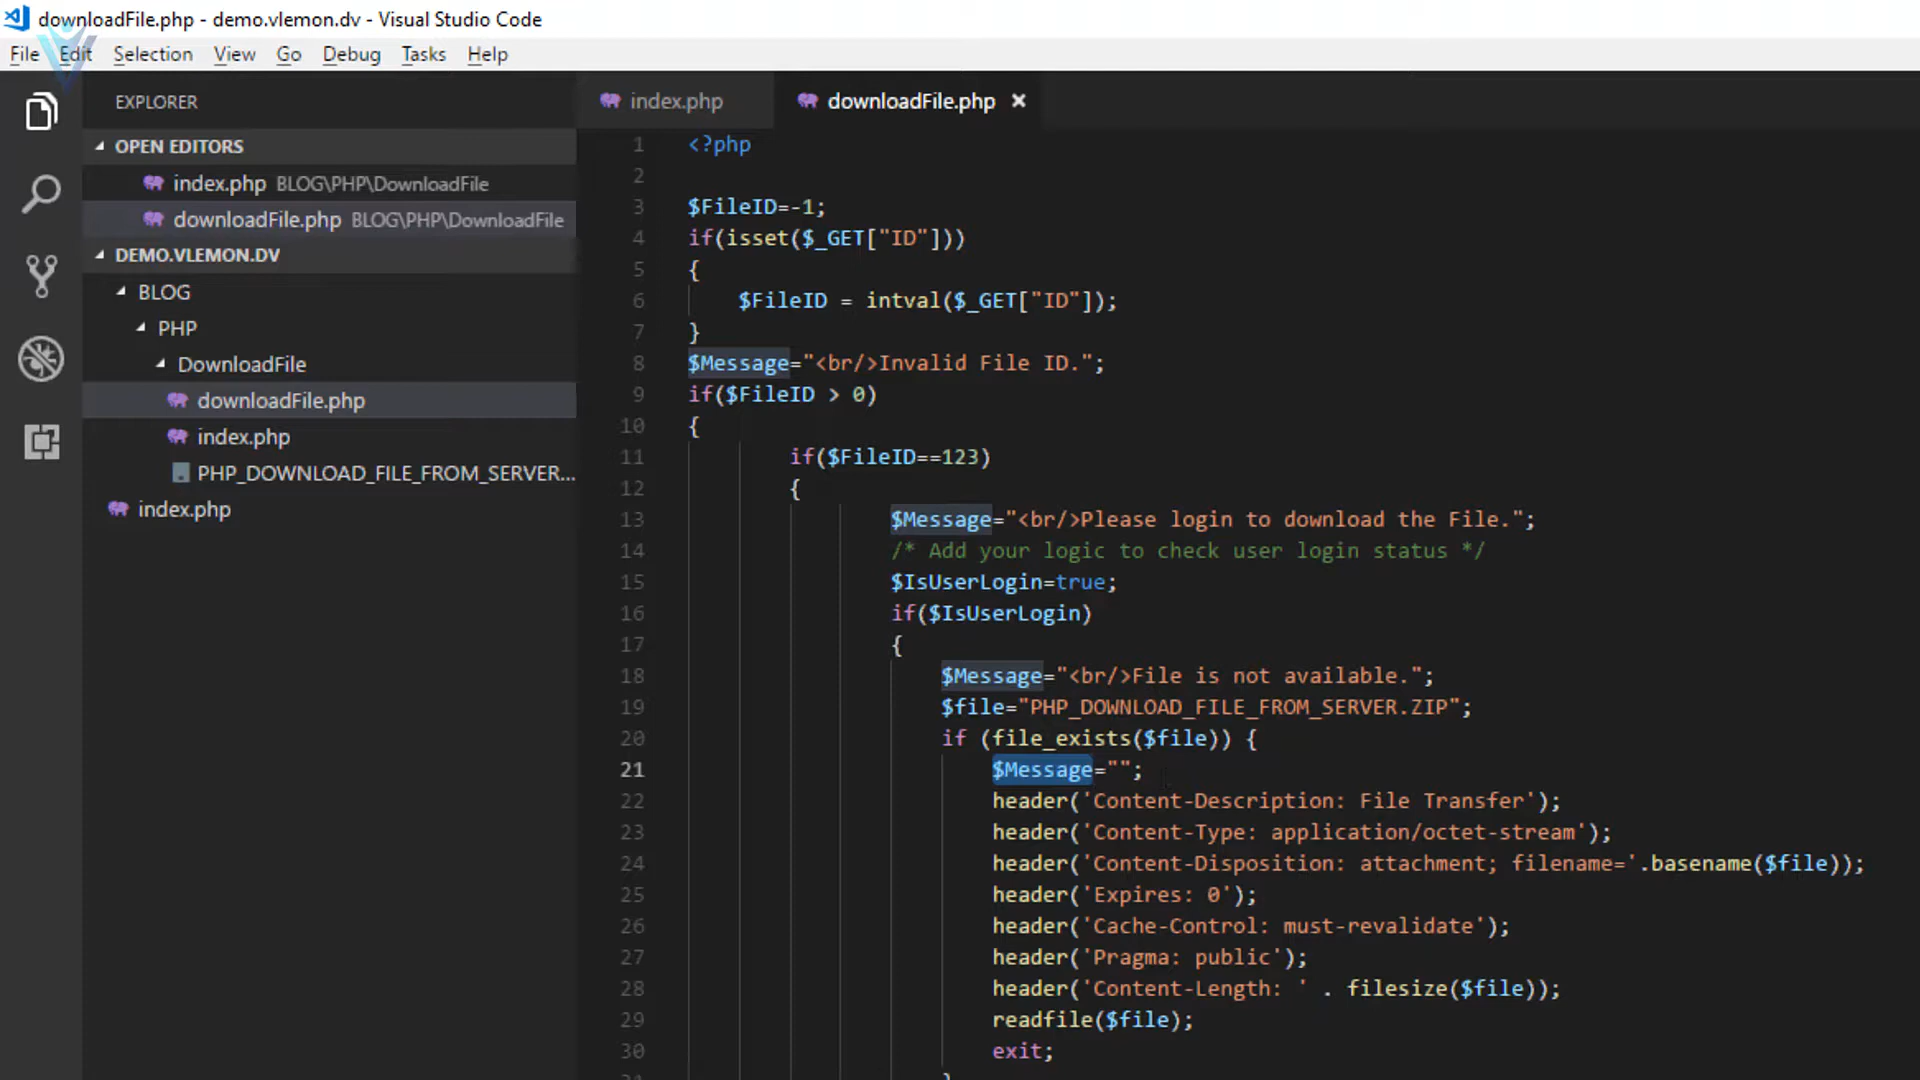 downloadFile.php - demo.vlemon.dv - Visual Studio Code
File Edit Selection View Go Debug Tasks Help
EXPLORER
OPEN EDITORS
index.php BLOG\PHP\DownloadFile
downloadFile.php BLOG\PHP\DownloadFile
DEMO.VLEMON.DV
BLOG
PHP
DownloadFile
downloadFile.php
index.php
PHP_DOWNLOAD_FILE_FROM_SERVER...
index.php
index.php downloadFile.php
1 <?php
2
3 $FileID=-1;
4 if(isset($_GET["ID"]))
5 {
6 $FileID = intval($_GET["ID"]);
7 }
8 $Message="<br/>Invalid File ID.";
9 if($FileID > 0)
10 {
11 if($FileID==123)
12 {
13 $Message="<br/>Please login to download the File.";
14 /* Add your logic to check user login status */
15 $IsUserLogin=true;
16 if($IsUserLogin)
17 {
18 $Message="<br/>File is not available.";
19 $file="PHP_DOWNLOAD_FILE_FROM_SERVER.ZIP";
20 if (file_exists($file)) {
21 $Message="";
22 header('Content-Description: File Transfer');
23 header('Content-Type: application/octet-stream');
24 header('Content-Disposition: attachment; filename='.basename($file));
25 header('Expires: 0');
26 header('Cache-Control: must-revalidate');
27 header('Pragma: public');
28 header('Content-Length: ' . filesize($file));
29 readfile($file);
30 exit;